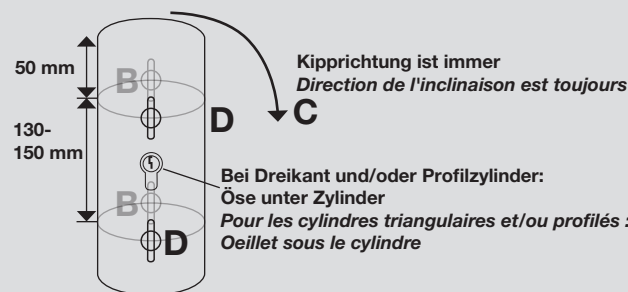 50 mm
B
Kipprichtung ist immer
Direction de l'inclinaison est toujours
D
C
130-
150 mm
Bei Dreikant und/oder Profilzylinder:
Öse unter Zylinder
Pour les cylindres triangulaires et/ou profilés :
Oeillet sous le cylindre
B
D